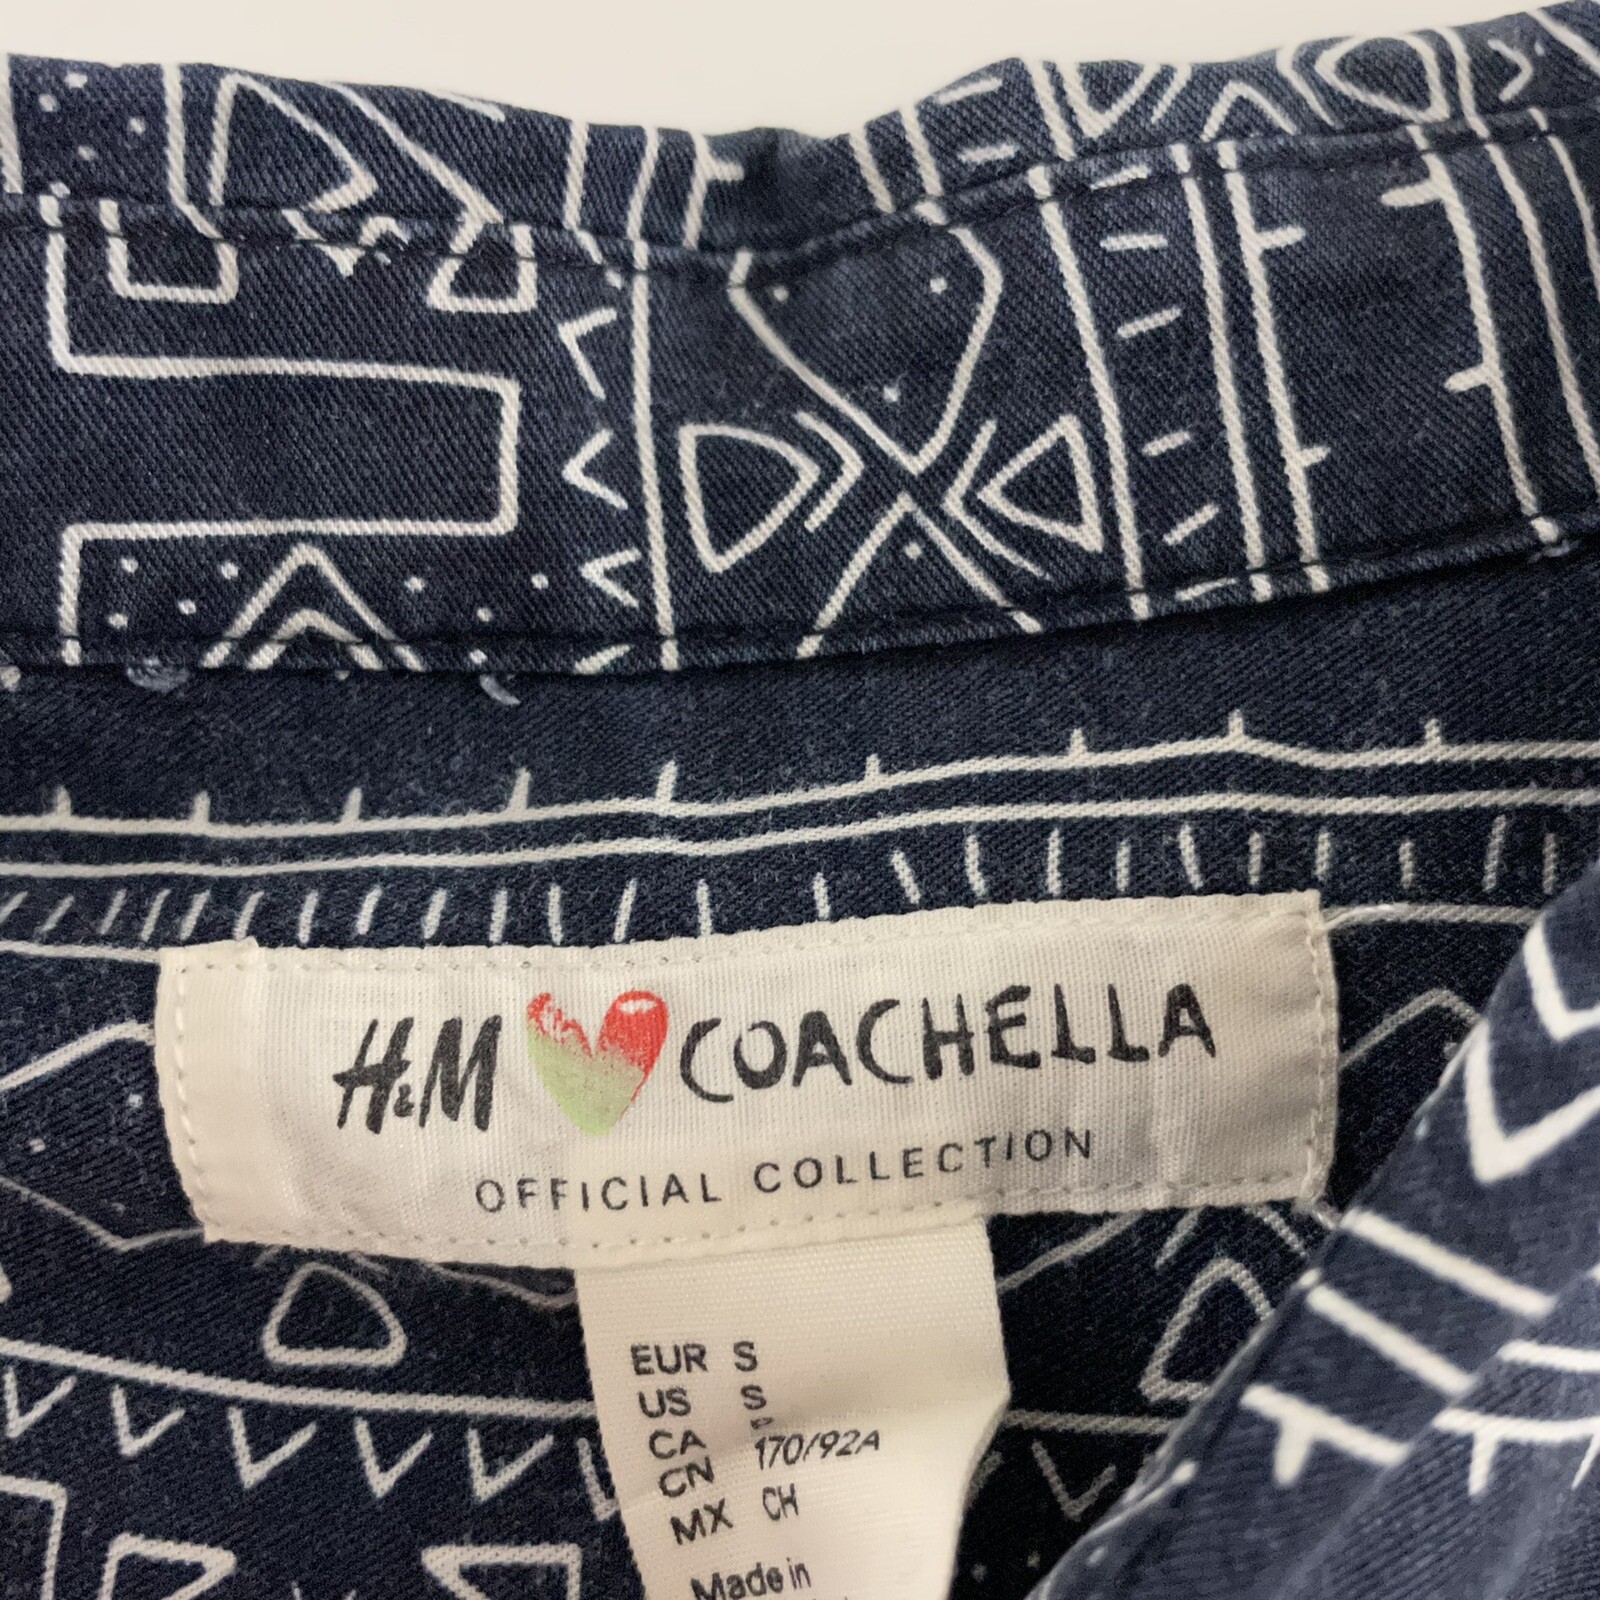 H&M COACHELLA
OFFICIAL COLLECTION
EUR S
US S
CA
CN 170/92A
MX CH
Made in